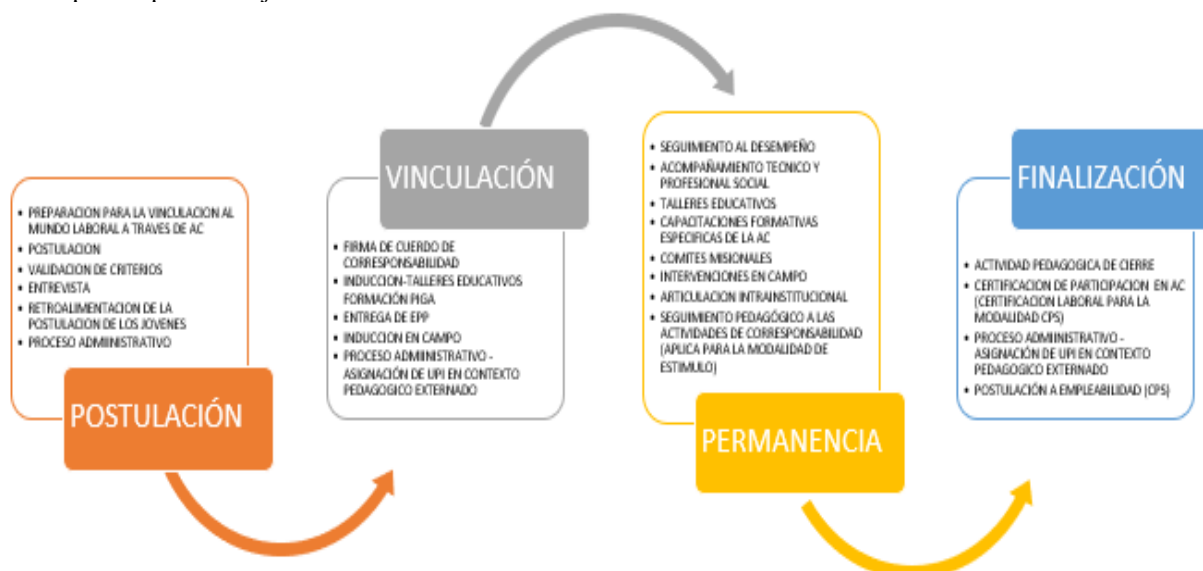 • PREPARACION PARA LA VINCULACION AL
MUNDO LABORAL A TRAVES DE AC
• POSTULACION
• VALIDACION DE CRITERIOS
• ENTREVISTA
• RETROALIMENTACION DE LA
POSTULACION DE LOS JOVENES
• PROCESO ADMIINISTRATIVO
POSTULACIÓN
VINCULACIÓN
• FIRMA DE CUERDO DE
CORRESPONSABILIDAD
• INDUCCION-TALLERES EDUCATIVOS
FORMACIÓN PIGA
• ENTREGA DE EPP
• INDUCCION EN CAMPO
• PROCESO ADMIINISTRATIVO -
ASIGNACIÓN DE UPI EN CONTEXTO
PEDAGOGICO EXTERNADO
• SEGUIMIENTO AL DESEMPEÑO
• ACOMPAÑAMIENTO TECNICO Y
PROFESIONAL SOCIAL
• TALLERES EDUCATIVOS
• CAPACITACIONES FORMATIVAS
ESPECIFICAS DE LA AC
• COMITES MISIONALES
• INTERVENCIONES EN CAMPO
• ARTICULACION INTRAINSTITUCIONAL
• SEGUIMIENTO PEDAGÓGICO A LAS
ACTIVIDADES DE CORRESPONSABILIDAD
(APLICA PARA LA MODALIDAD DE
ESTIMULO)
PERMANENCIA
FINALIZACIÓN
• ACTIVIDAD PEDAGOGICA DE CIERRE
• CERTIFICACION DE PARTICIPACION EN AC
(CERTIFICACION LABORAL PARA LA
MODALIDAD CPS)
• PROCESO ADMIINISTRATIVO -
ASIGNACIÓN DE UPI EN CONTEXTO
PEDAGOGICO EXTERNADO
• POSTULACIÓN A EMPLEABILIDAD (CPS)